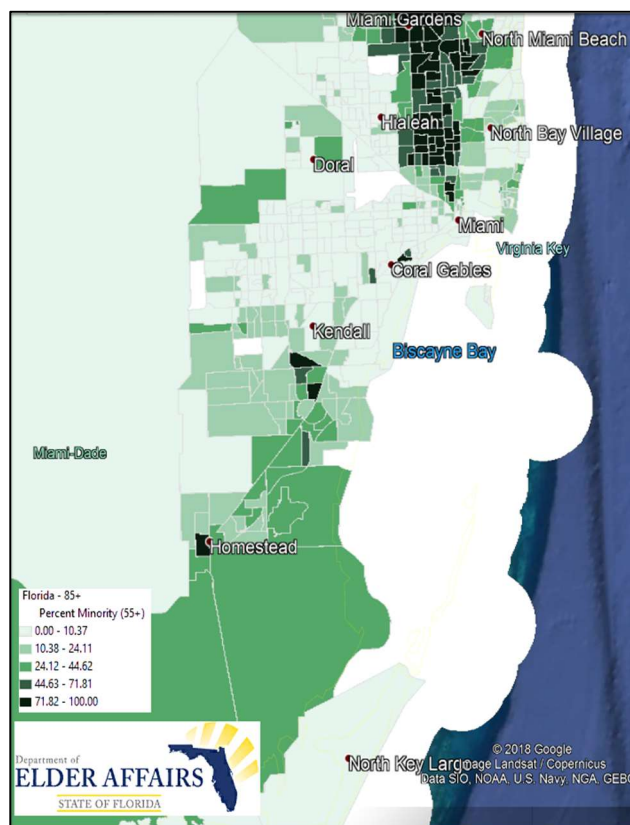 Miami Gardens
North Miami Beach
Hialeah
North Bay Village
Doral
Miami
Virginia Key
Coral Gables
Kendall
Biscayne Bay
Miami-Dade
Homestead
Florida - 85+
Percent Minority (55+)
0.00 - 10.37
10.38 - 24.11
24.12 - 44.62
44.63 - 71.81
71.82 - 100.00
Department of
ELDER AFFAIRS
STATE OF FLORIDA
North Key Largo
© 2018 Google
Image Landsat / Copernicus
Data SIO, NOAA, U.S. Navy, NGA, GEBC